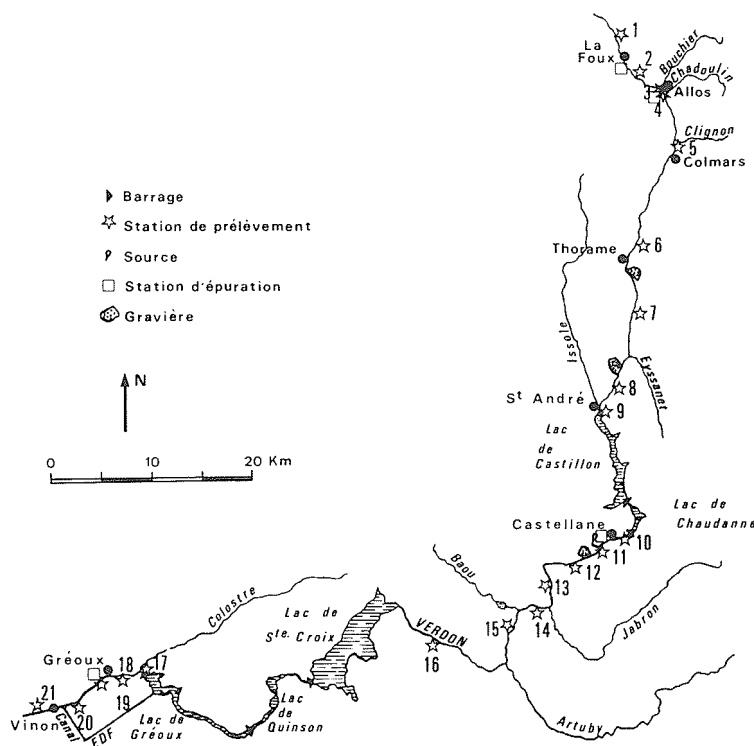 1
La
Foux
2
Bouchier
Chadoulin
3
Allos
4
Clignon
5
Colmars
Barrage
Station de prélèvement
Source
Station d'épuration
Gravière
6
Thorame
7
Issole
N
8
Eyssanet
St André
9
Lac
de
Castillon
0 10 20 Km
Lac de
Chaudanne
Castellane
10
11
12
Baou
13
14
Jabron
15
Colostre
Lac de
Ste. Croix
VERDON
16
Gréoux
18
17
19
21
20
Vinon
Canal
EDF
Lac de
Gréoux
Lac
de
Quinson
Artuby